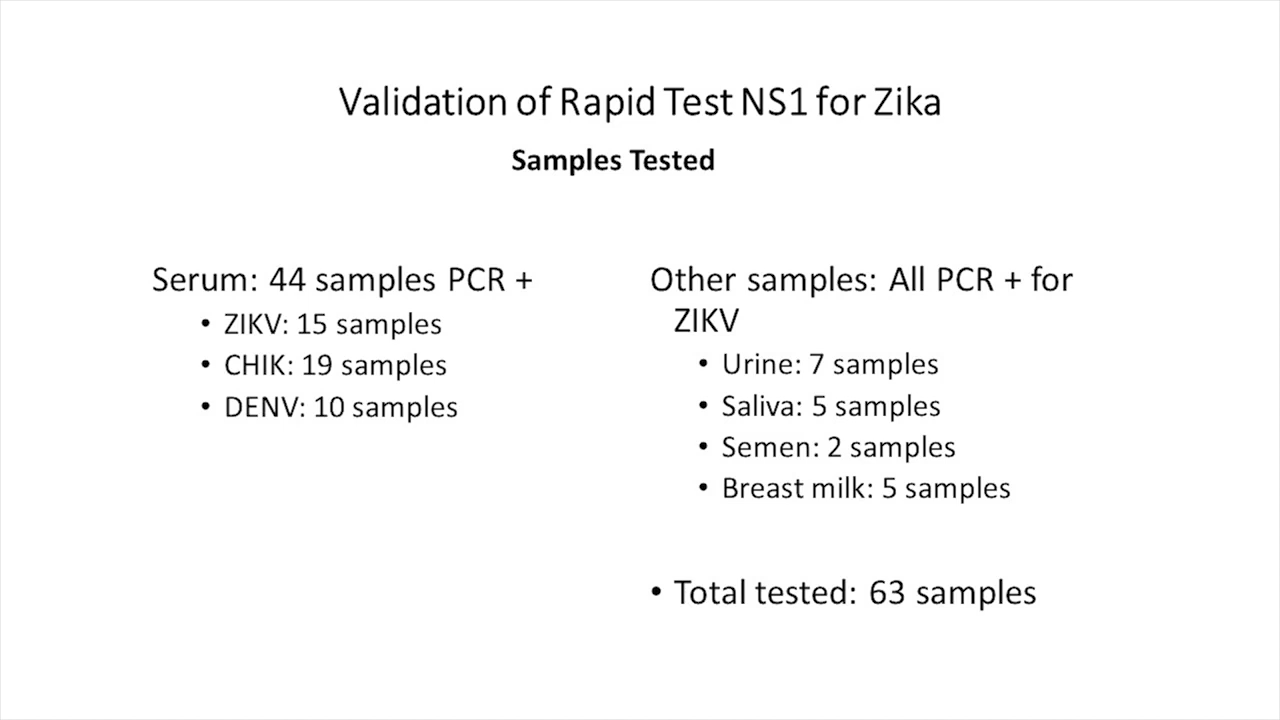 Validation of Rapid Test NS1 for Zika
Samples Tested
Serum: 44 samples PCR +
• ZIKV: 15 samples
• CHIK: 19 samples
• DENV: 10 samples
Other samples: All PCR + for
ZIKV
• Urine: 7 samples
• Saliva: 5 samples
• Semen: 2 samples
• Breast milk: 5 samples
• Total tested: 63 samples